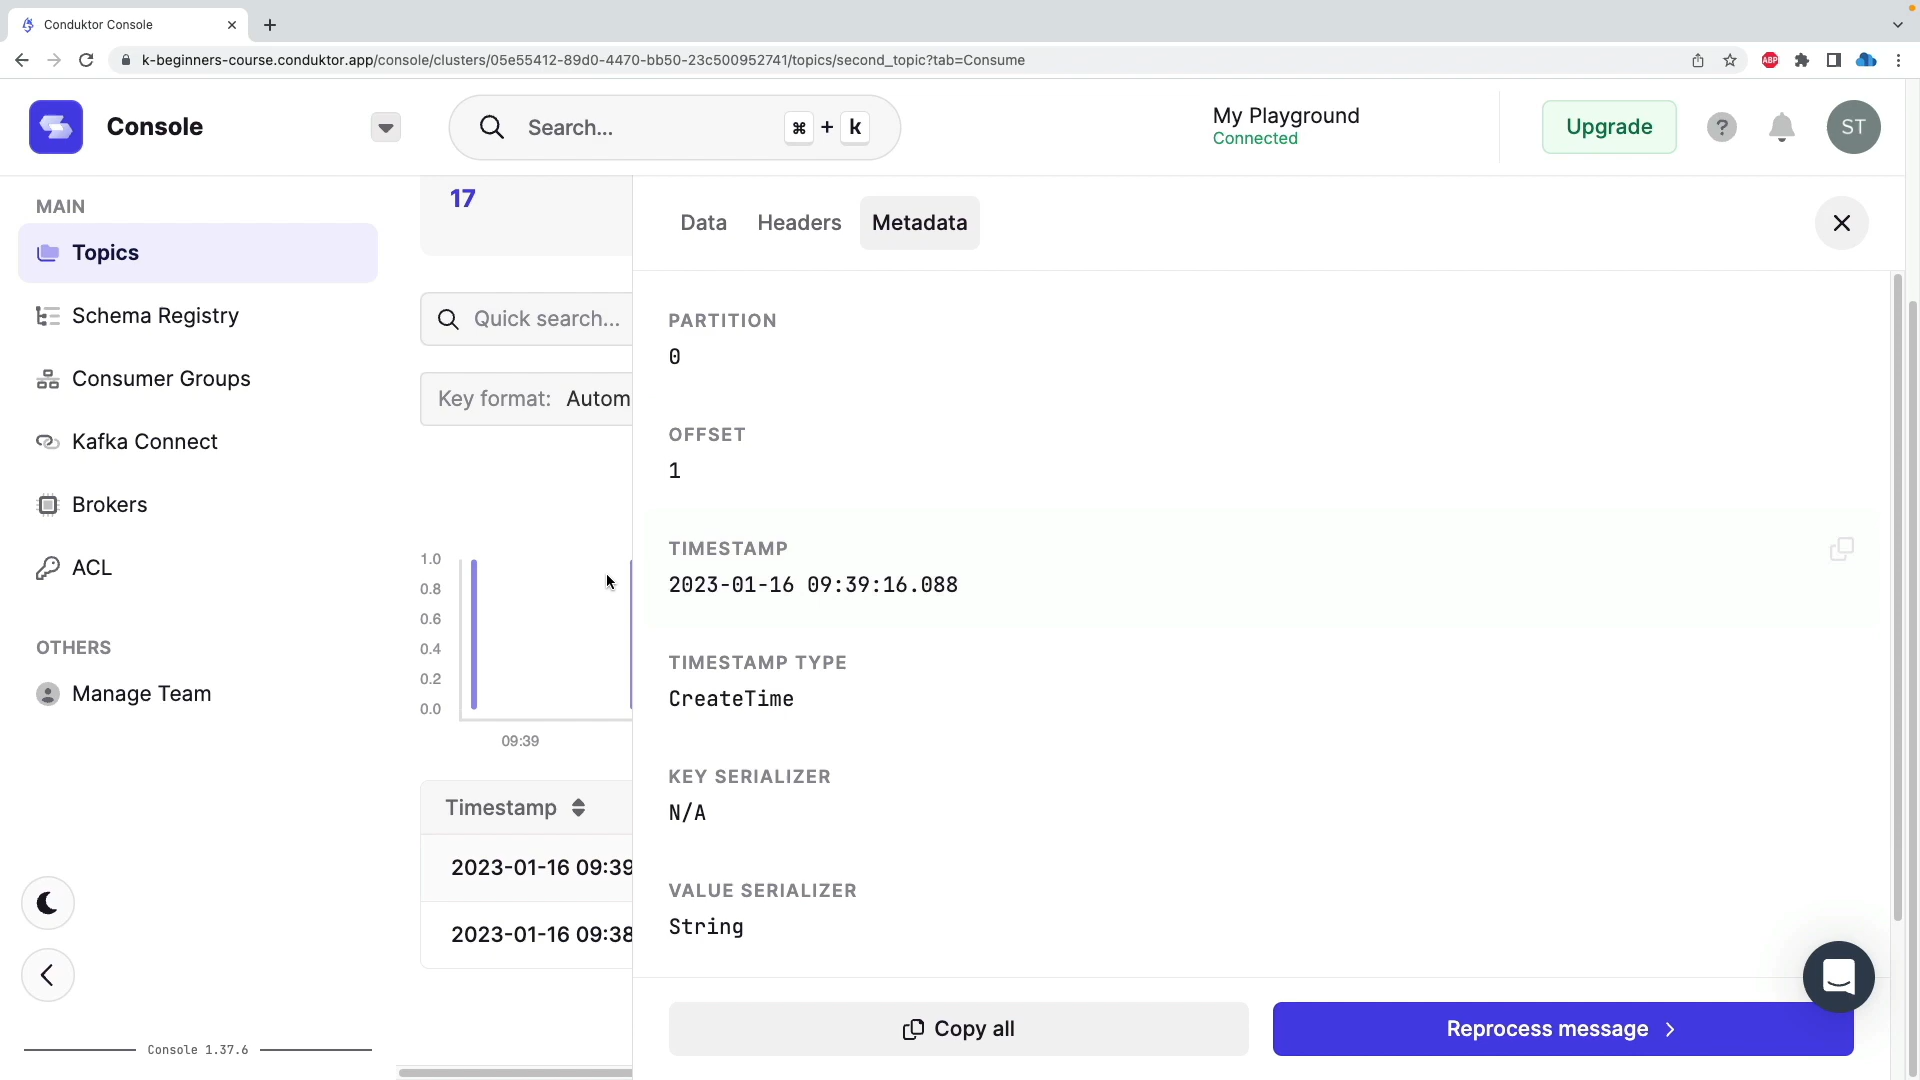 Conduktor Console
k-beginners-course.conduktor.app/console/clusters/05e55412-89d0-4470-bb50-23c500952741/topics/second_topic?tab=Consume
ABP
Console
Search...
⌘ + k
My Playground
Connected
Upgrade
?
ST
MAIN
Topics
Schema Registry
Consumer Groups
Kafka Connect
Brokers
ACL
OTHERS
Manage Team
Console 1.37.6
17
Quick search...
Key format: Autom
1.0
0.8
0.6
0.4
0.2
0.0
09:39
Timestamp
2023-01-16 09:39
2023-01-16 09:38
Data Headers Metadata
PARTITION
0
OFFSET
1
TIMESTAMP
2023-01-16 09:39:16.088
TIMESTAMP TYPE
CreateTime
KEY SERIALIZER
N/A
VALUE SERIALIZER
String
Copy all
Reprocess message